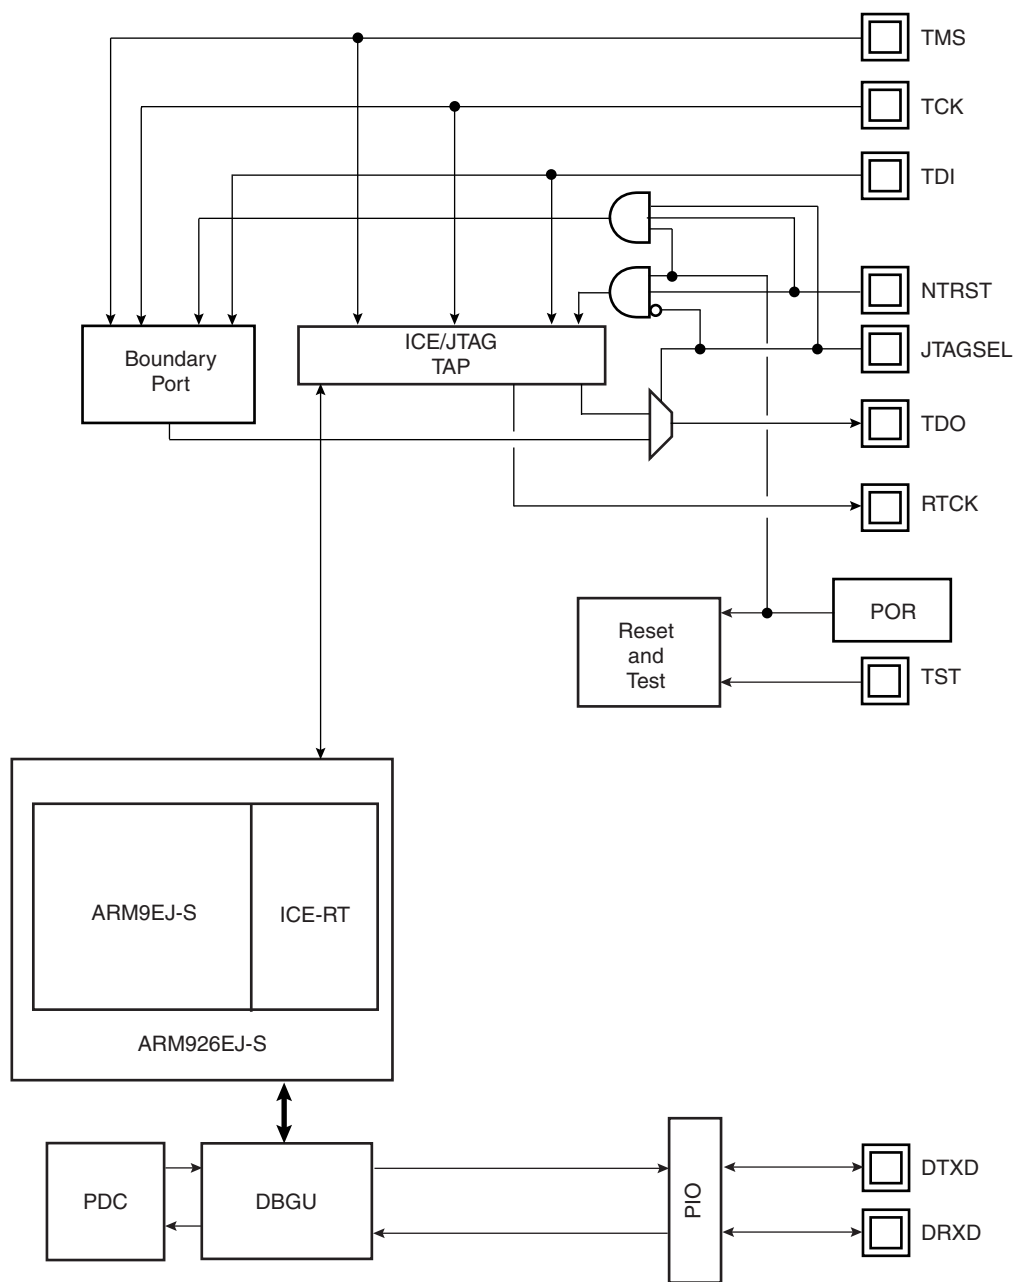 TMS
TCK
TDI
NTRST
Boundary
Port
ICE/JTAG
TAP
JTAGSEL
TDO
RTCK
POR
Reset
and
Test
TST
ARM9EJ-S
ICE-RT
ARM926EJ-S
PDC
DBGU
PIO
DTXD
DRXD